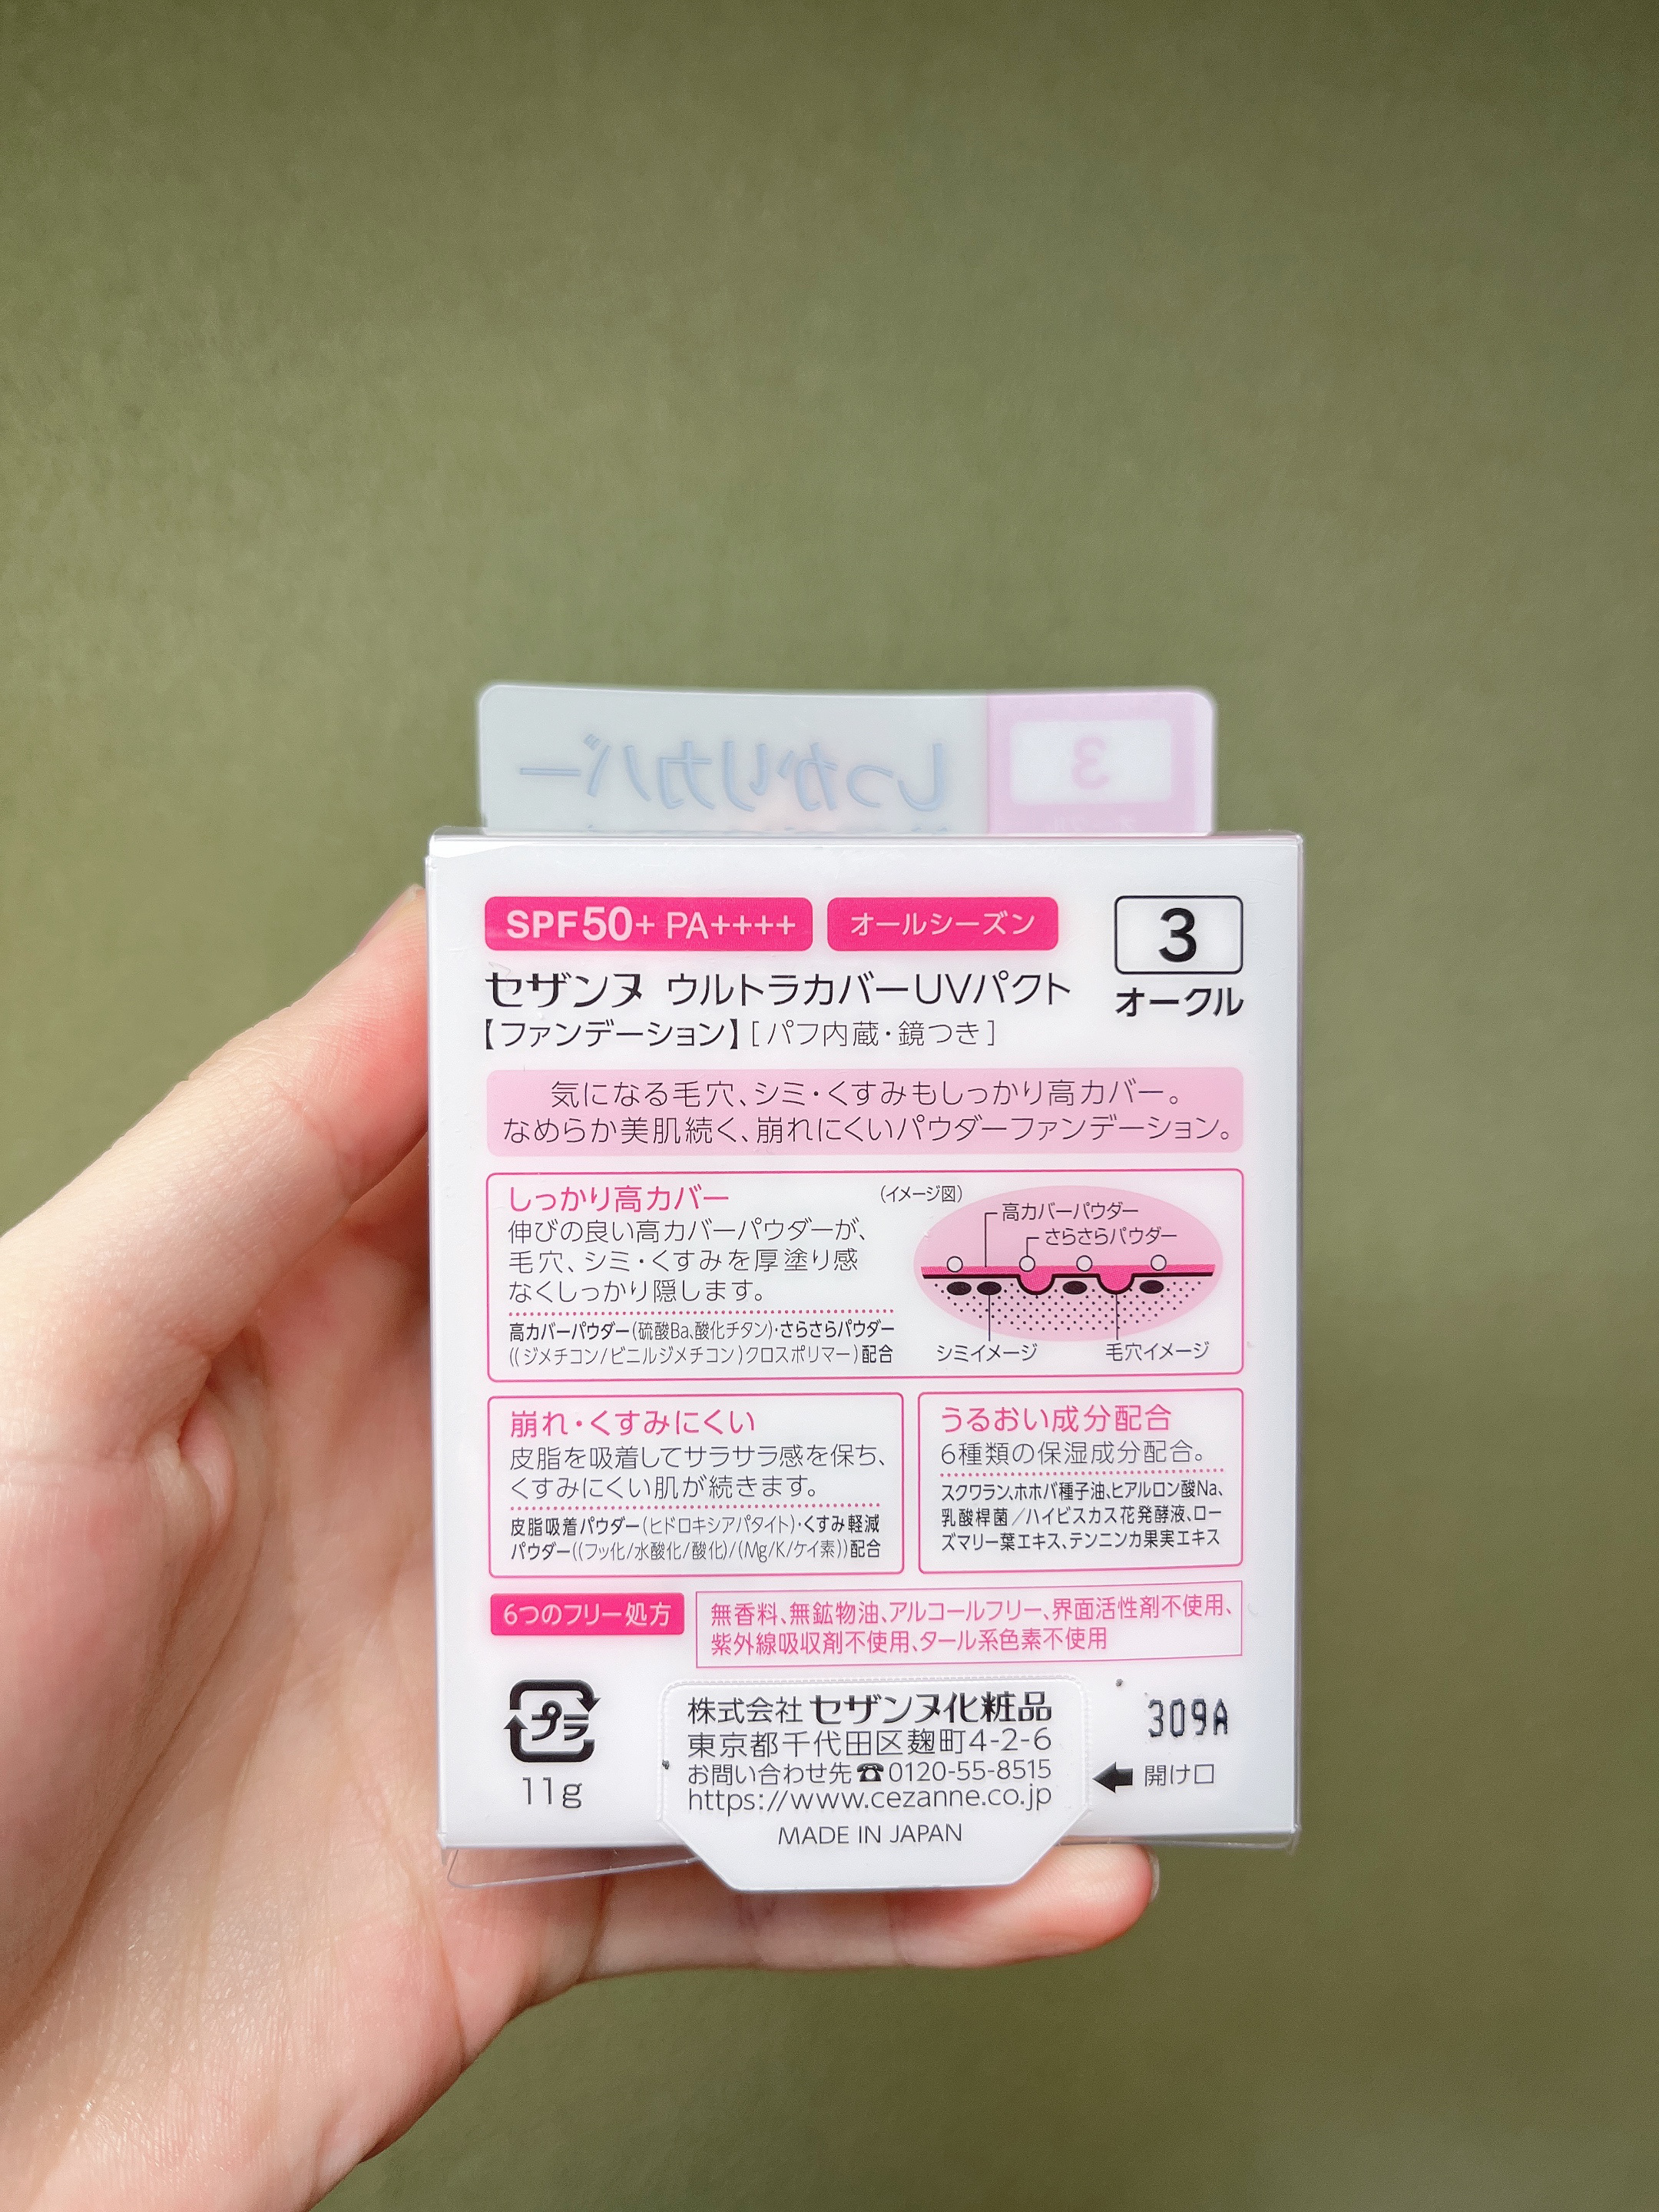 しっかりカバー
3
SPF50+ PA++++
オールシーズン
3
オークル
セザンヌ ウルトラカバーUVパクト
【ファンデーション】[パフ内蔵・鏡つき]
気になる毛穴、シミ・くすみもしっかり高カバー。
なめらか美肌続く、崩れにくいパウダーファンデーション。
しっかり高カバー
伸びの良い高カバーパウダーが、
毛穴、シミ・くすみを厚塗り感
なくしっかり隠します。
高カバーパウダー(硫酸Ba、酸化チタン)・さらさらパウダー
((ジメチコン/ビニルジメチコン)クロスポリマー)配合
(イメージ図)
高カバーパウダー
さらさらパウダー
シミイメージ
毛穴イメージ
崩れ・くすみにくい
皮脂を吸着してサラサラ感を保ち、
くすみにくい肌が続きます。
皮脂吸着パウダー(ヒドロキシアパタイト)・くすみ軽減
パウダー((フッ化/水酸化/酸化)/(Mg/K/ケイ素))配合
うるおい成分配合
6種類の保湿成分配合。
スクワラン、ホホバ種子油、ヒアルロン酸Na、
乳酸桿菌/ハイビスカス花発酵液、ロー
ズマリー葉エキス、テンニンカ果実エキス
6つのフリー処方
無香料、無鉱物油、アルコールフリー、界面活性剤不使用、
紫外線吸収剤不使用、タール系色素不使用
プラ
11g
株式会社 セザンヌ化粧品
東京都千代田区麹町4-2-6
お問い合わせ先☎0120-55-8515
https://www.cezanne.co.jp
MADE IN JAPAN
309A
←開け口